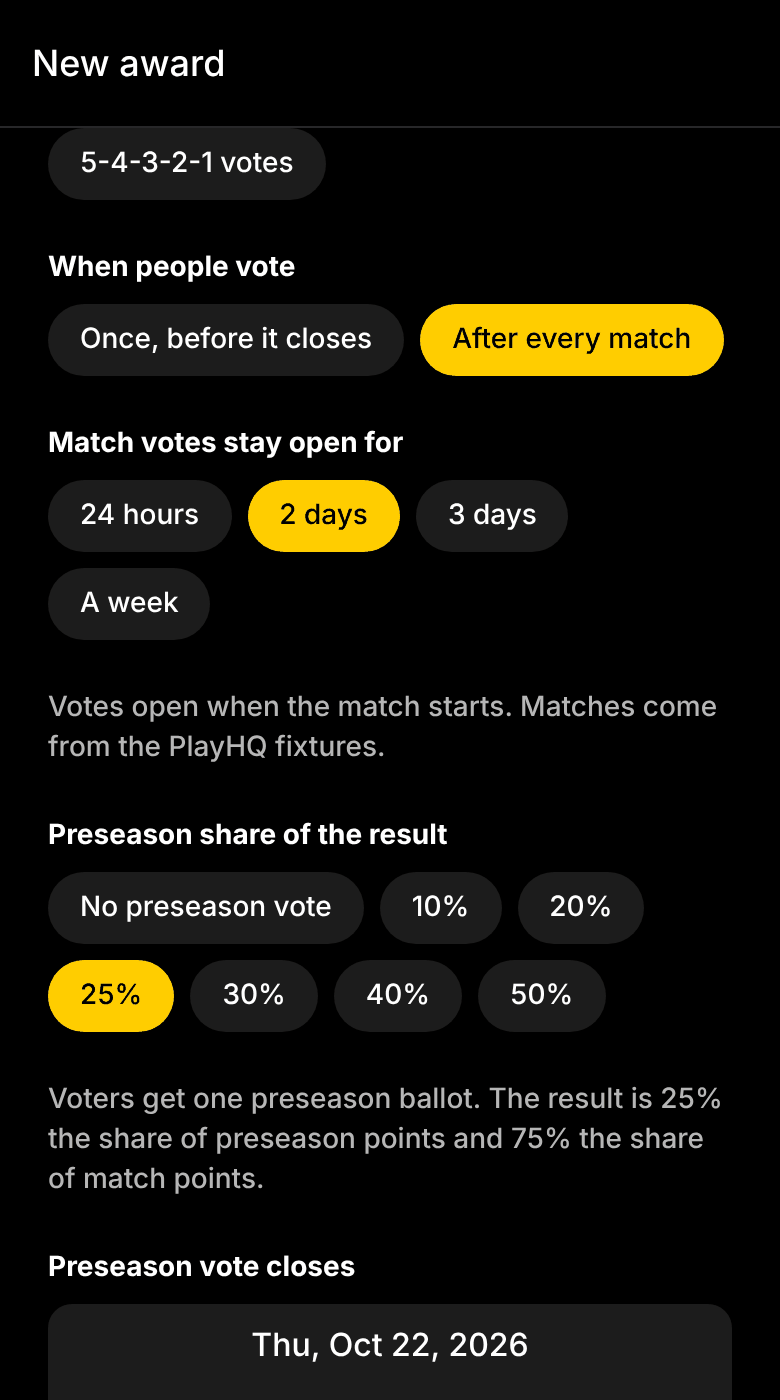 New award
5-4-3-2-1 votes
When people vote
Once, before it closes
After every match
Match votes stay open for
24 hours
2 days
3 days
A week
Votes open when the match starts. Matches come
from the PlayHQ fixtures.
Preseason share of the result
No preseason vote
10%
20%
25%
30%
40%
50%
Voters get one preseason ballot. The result is 25%
the share of preseason points and 75% the share
of match points.
Preseason vote closes
Thu, Oct 22, 2026